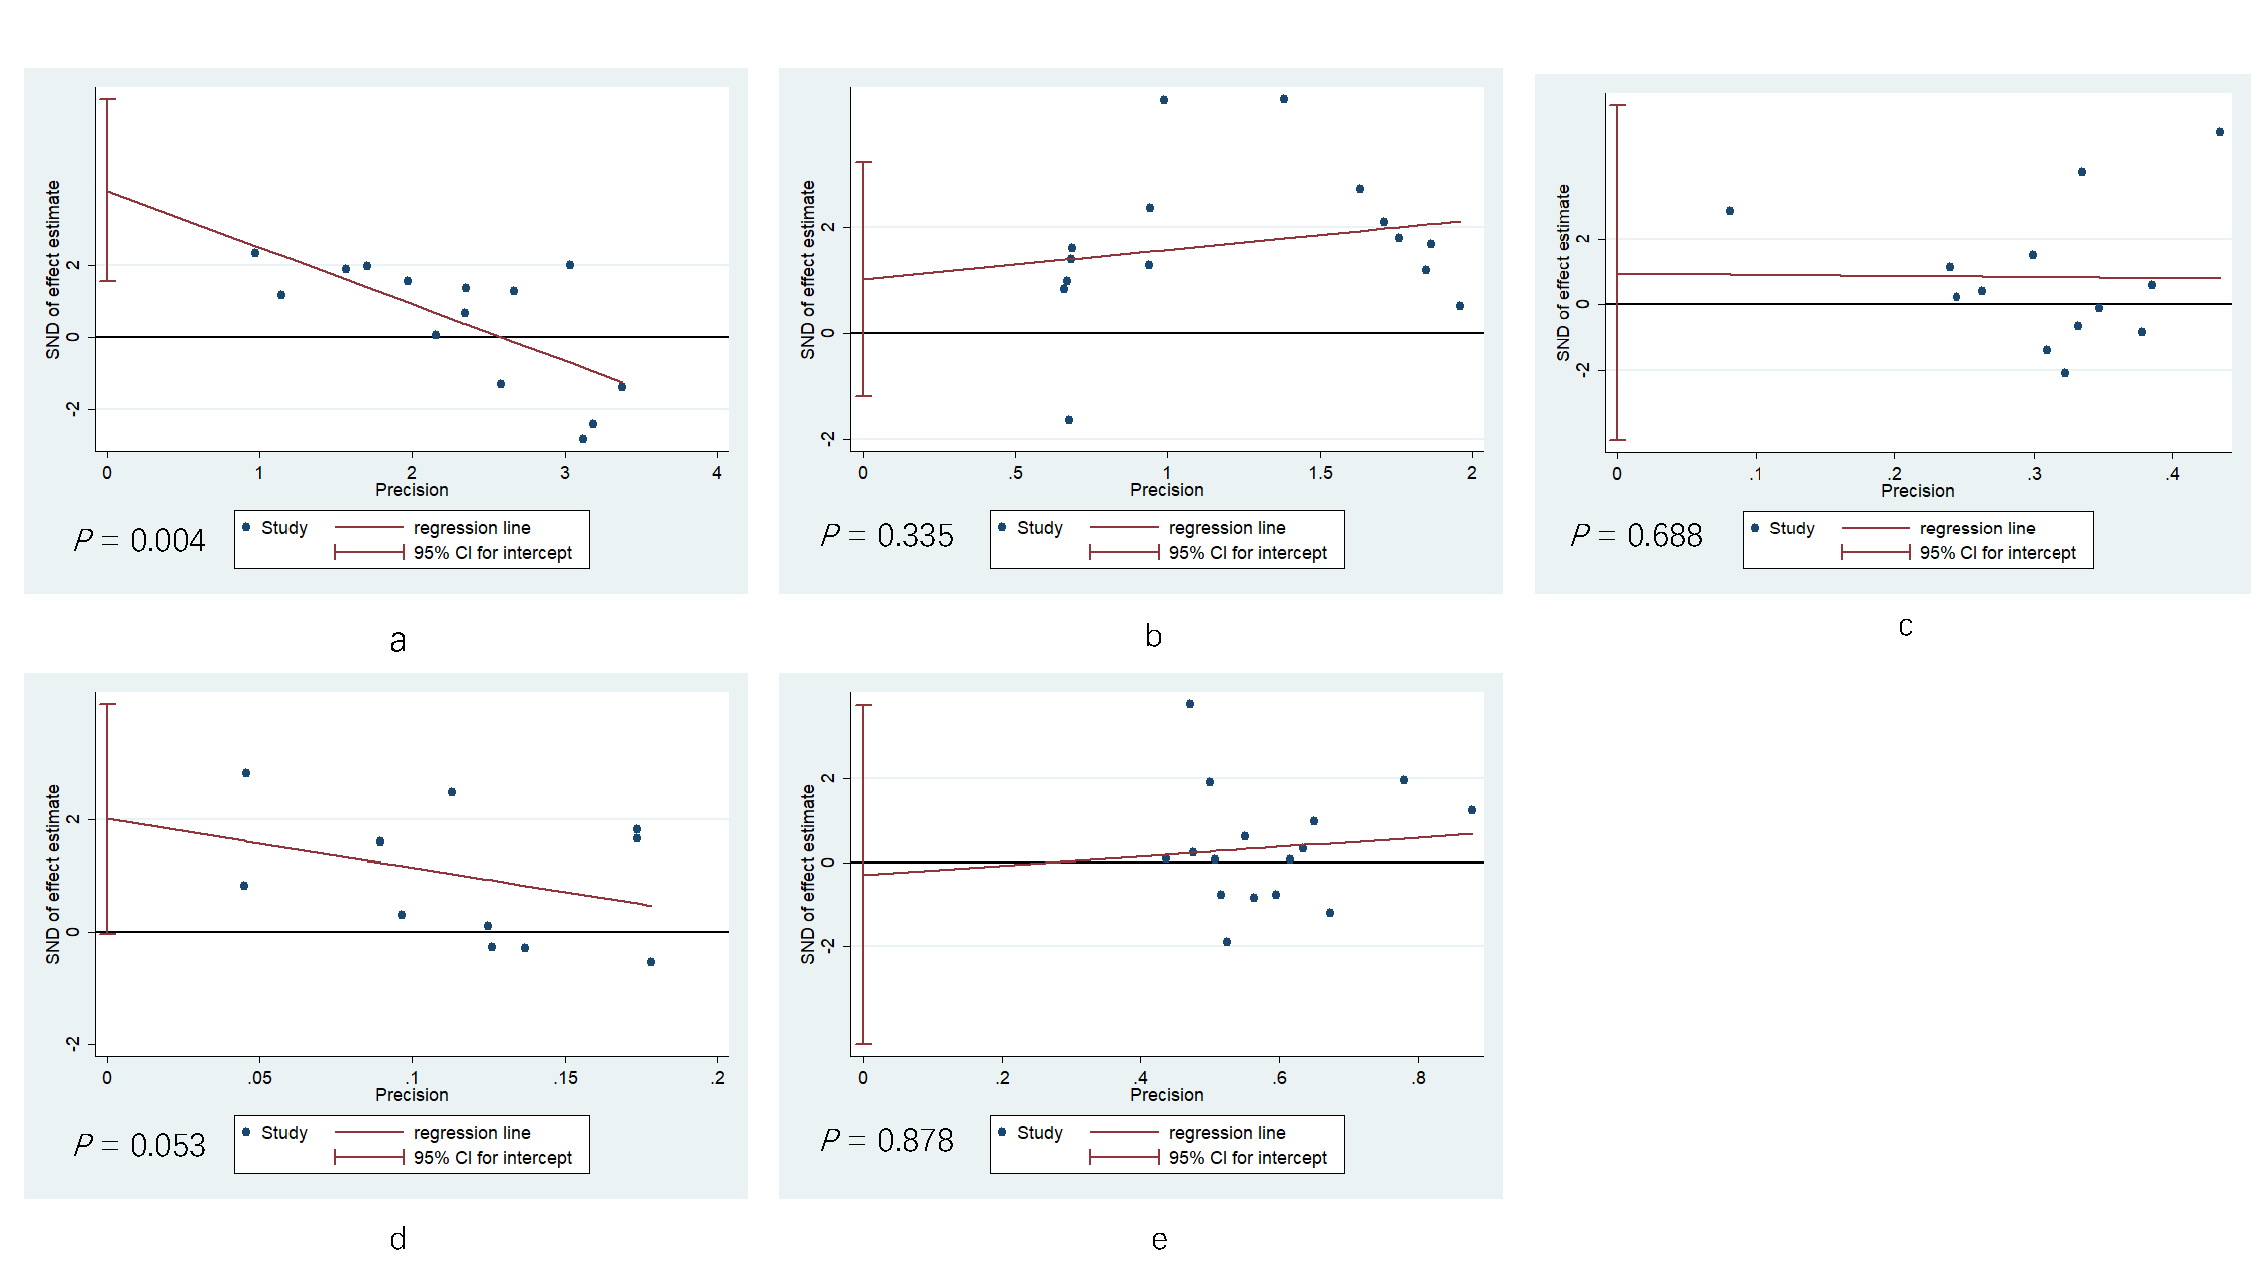 SND of effect estimate
2
0
-2
0 1 2 3 4
Precision
P = 0.004
Study regression line
95% CI for intercept
a
SND of effect estimate
2
0
-2
0 .5 1 1.5 2
Precision
P = 0.335
Study regression line
95% CI for intercept
b
SND of effect estimate
2
0
-2
0 .1 .2 .3 .4
Precision
P = 0.688
Study regression line
95% CI for intercept
c
SND of effect estimate
2
0
-2
0 .05 .1 .15 .2
Precision
P = 0.053
Study regression line
95% CI for intercept
d
SND of effect estimate
2
0
-2
0 .2 .4 .6 .8
Precision
P = 0.878
Study regression line
95% CI for intercept
e